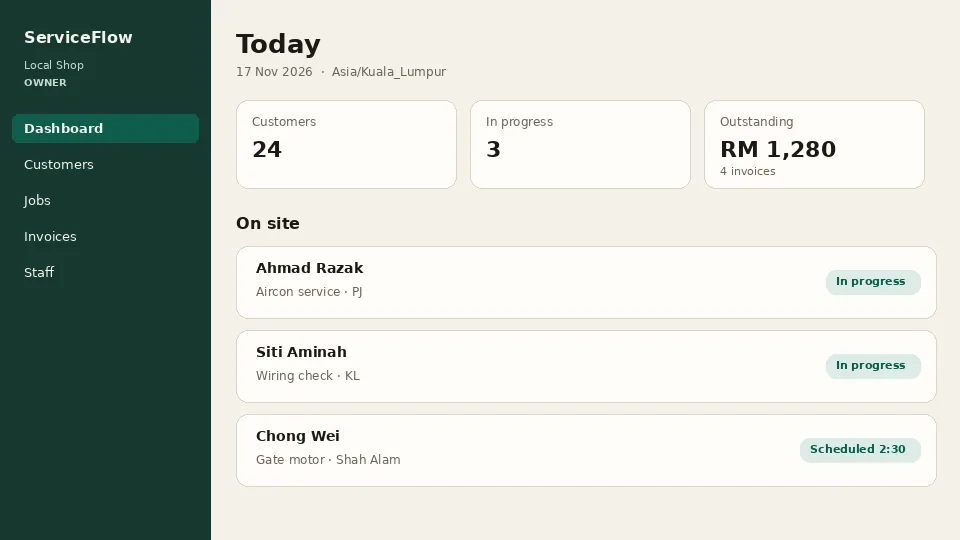 ServiceFlow
Local Shop
OWNER
Dashboard
Customers
Jobs
Invoices
Staff
Today
17 Nov 2026 · Asia/Kuala_Lumpur
Customers
24
In progress
3
Outstanding
RM 1,280
4 invoices
On site
Ahmad Razak
Aircon service · PJ
In progress
Siti Aminah
Wiring check · KL
In progress
Chong Wei
Gate motor · Shah Alam
Scheduled 2:30